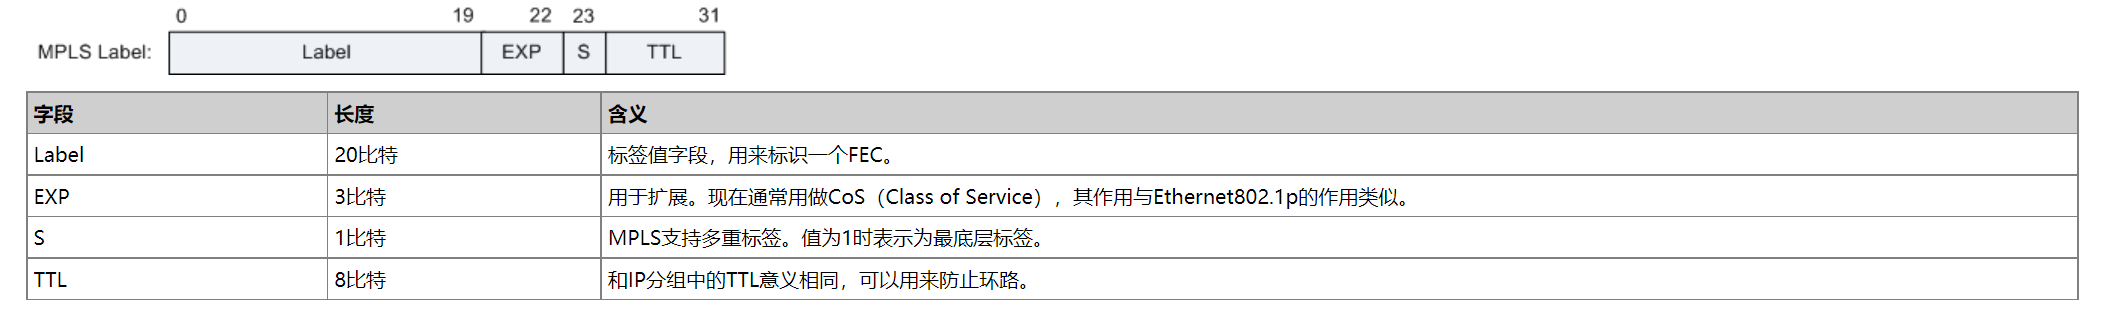 0 19 22 23 31
MPLS Label: Label EXP S TTL
字段 长度 含义
Label 20比特 标签值字段，用来标识一个FEC。
EXP 3比特 用于扩展。现在通常用做CoS（Class of Service），其作用与Ethernet802.1p的作用类似。
S 1比特 MPLS支持多重标签。值为1时表示为最底层标签。
TTL 8比特 和IP分组中的TTL意义相同，可以用来防止环路。